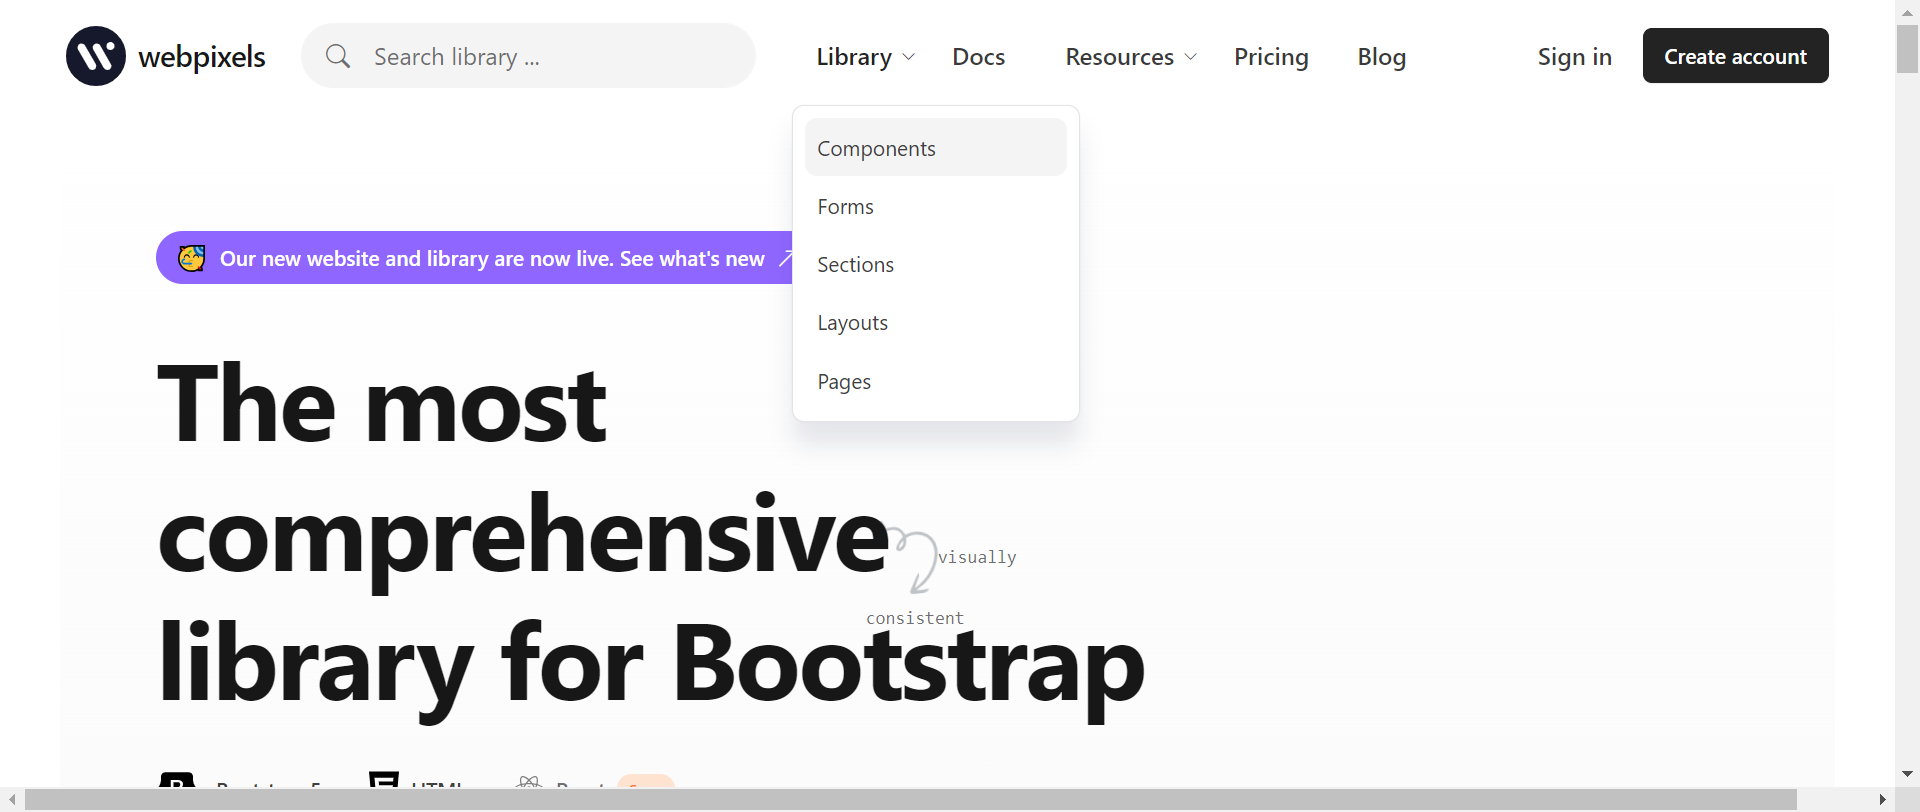 webpixels
Search library ...
Library
Docs
Resources
Pricing
Blog
Sign in
Create account
Components
Forms
Sections
Layouts
Pages
Our new website and library are now live. See what's new
The most
comprehensive
library for Bootstrap
visually
consistent